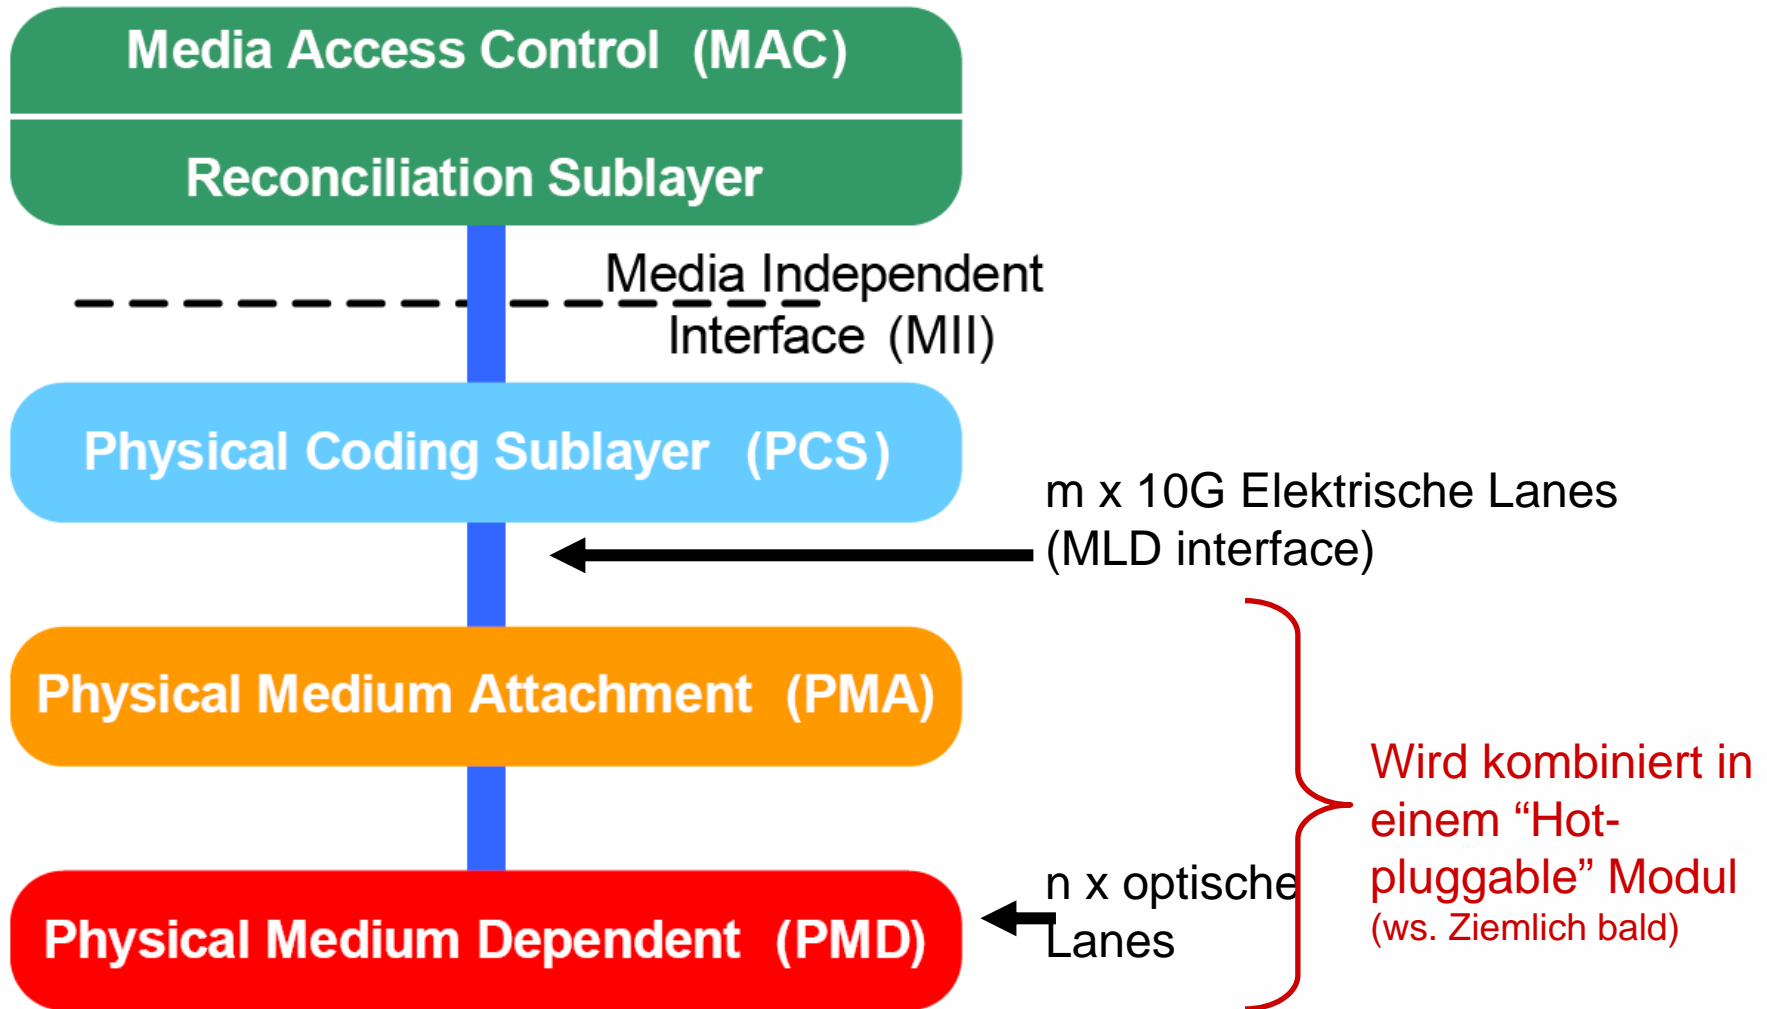 Media Access Control (MAC)
Reconciliation Sublayer
Media Independent
Interface (MII)
Physical Coding Sublayer (PCS)
m x 10G Elektrische Lanes
(MLD interface)
Physical Medium Attachment (PMA)
Wird kombiniert in
einem “Hot-
pluggable” Modul
(ws. Ziemlich bald)
n x optische
Lanes
Physical Medium Dependent (PMD)